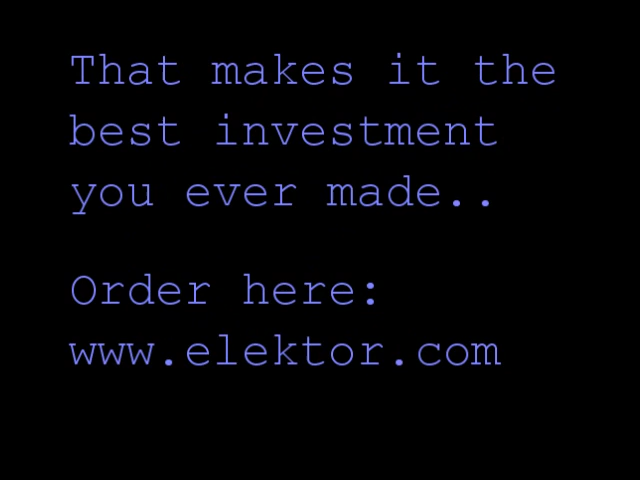 That makes it the
best investment
you ever made..
Order here:
www.elektor.com